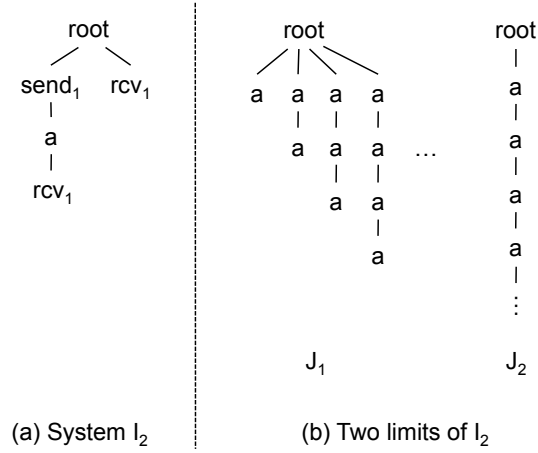 root root root
send₁ rcv₁ a a a a a
a a a a … a
rcv₁ a a a
a a
⋮
J₁ J₂
(a) System I₂ (b) Two limits of I₂